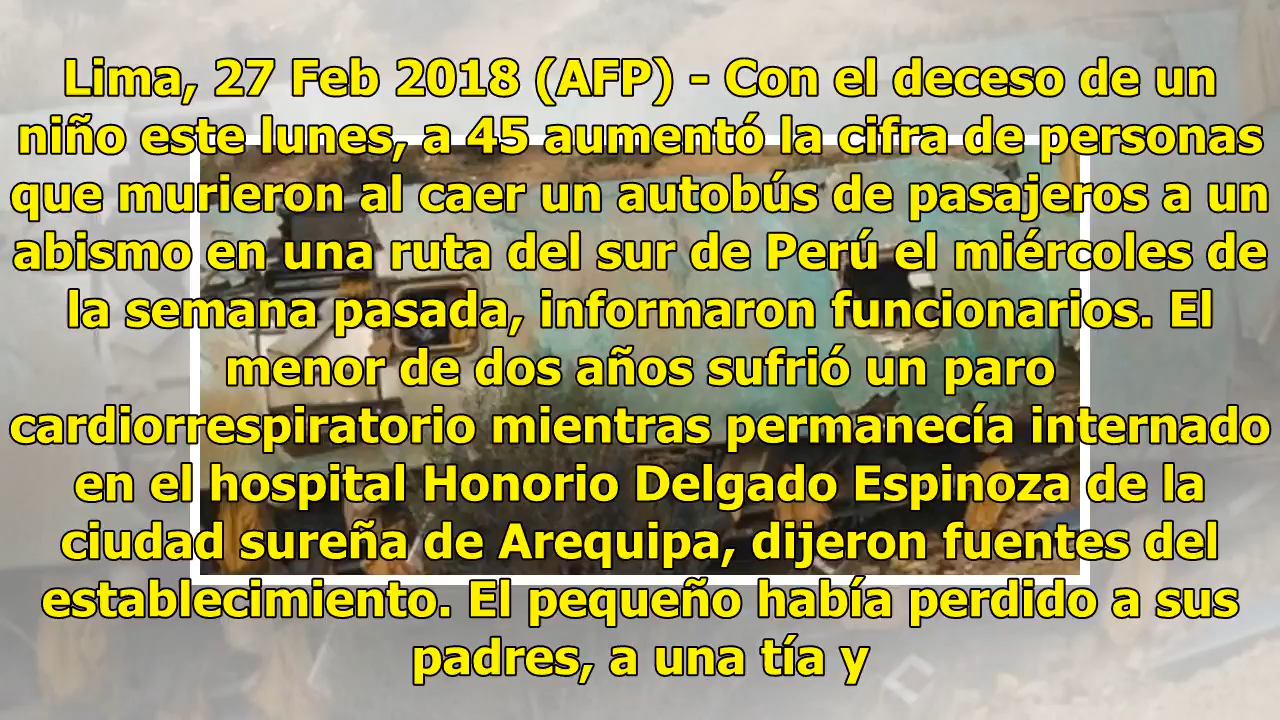 Lima, 27 Feb 2018 (AFP) - Con el deceso de un
niño este lunes, a 45 aumentó la cifra de personas
que murieron al caer un autobús de pasajeros a un
abismo en una ruta del sur de Perú el miércoles de
la semana pasada, informaron funcionarios. El
menor de dos años sufrió un paro
cardiorrespiratorio mientras permanecía internado
en el hospital Honorio Delgado Espinoza de la
ciudad sureña de Arequipa, dijeron fuentes del
establecimiento. El pequeño había perdido a sus
padres, a una tía y